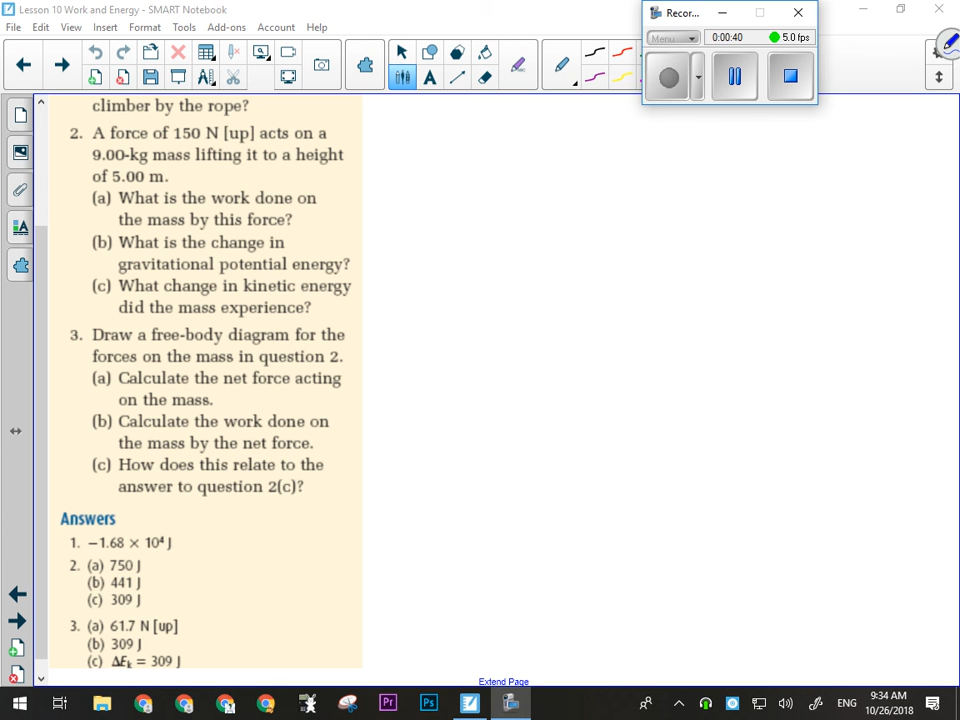 Lesson 10 Work and Energy - SMART Notebook
File Edit View Insert Format Tools Add-ons Account Help
Recor...
Menu
0:00:40
5.0 fps
climber by the rope?
2. A force of 150 N [up] acts on a
9.00-kg mass lifting it to a height
of 5.00 m.
(a) What is the work done on
the mass by this force?
(b) What is the change in
gravitational potential energy?
(c) What change in kinetic energy
did the mass experience?
3. Draw a free-body diagram for the
forces on the mass in question 2.
(a) Calculate the net force acting
on the mass.
(b) Calculate the work done on
the mass by the net force.
(c) How does this relate to the
answer to question 2(c)?
Answers
1. −1.68 × 10⁴ J
2. (a) 750 J
(b) 441 J
(c) 309 J
3. (a) 61.7 N [up]
(b) 309 J
(c) ΔEₖ = 309 J
Extend Page
ENG
9:34 AM
10/26/2018